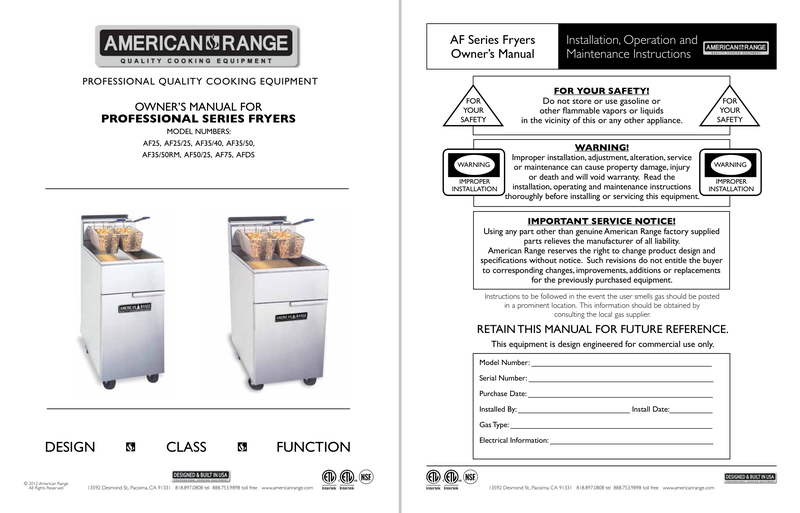 AMERICAN RANGE
QUALITY COOKING EQUIPMENT
PROFESSIONAL QUALITY COOKING EQUIPMENT
OWNER'S MANUAL FOR
PROFESSIONAL SERIES FRYERS
MODEL NUMBERS:
AF25, AF25/25, AF35/40, AF35/50,
AF35/50RM, AF50/25, AF75, AFDS
AMERICAN RANGE
AMERICAN RANGE
DESIGN CLASS FUNCTION
DESIGNED & BUILT IN USA
© 2012 American Range
All Rights Reserved
13592 Desmond St., Pacoima, CA 91331 818.897.0808 tel 888.753.9898 toll free www.americanrange.com
ETL ETL NSF
Intertek Intertek
AF Series Fryers
Owner's Manual
Installation, Operation and
Maintenance Instructions
AMERICAN RANGE
FOR
YOUR
SAFETY
FOR YOUR SAFETY!
Do not store or use gasoline or
other flammable vapors or liquids
in the vicinity of this or any other appliance.
FOR
YOUR
SAFETY
WARNING
IMPROPER
INSTALLATION
WARNING!
Improper installation, adjustment, alteration, service
or maintenance can cause property damage, injury
or death and will void warranty. Read the
installation, operating and maintenance instructions
thoroughly before installing or servicing this equipment.
WARNING
IMPROPER
INSTALLATION
IMPORTANT SERVICE NOTICE!
Using any part other than genuine American Range factory supplied
parts relieves the manufacturer of all liability.
American Range reserves the right to change product design and
specifications without notice. Such revisions do not entitle the buyer
to corresponding changes, improvements, additions or replacements
for the previously purchased equipment.
Instructions to be followed in the event the user smells gas should be posted
in a prominent location. This information should be obtained by
consulting the local gas supplier.
RETAIN THIS MANUAL FOR FUTURE REFERENCE.
This equipment is design engineered for commercial use only.
Model Number:
Serial Number:
Purchase Date:
Installed By: Install Date:
Gas Type:
Electrical Information:
ETL ETL NSF
Intertek Intertek
13592 Desmond St., Pacoima, CA 91331 818.897.0808 tel 888.753.9898 toll free www.americanrange.com
DESIGNED & BUILT IN USA